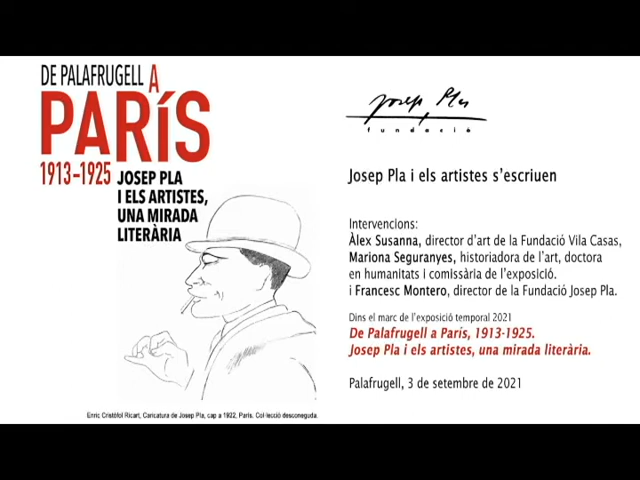 DE PALAFRUGELL A
PARÍS
1913-1925 JOSEP PLA
I ELS ARTISTES,
UNA MIRADA
LITERÀRIA
Enric Cristòfol Ricart, Caricatura de Josep Pla, cap a 1922, París. Col·lecció desconeguda
Josep Pla
fundació
Josep Pla i els artistes s'escriuen
Intervencions:
Àlex Susanna, director d'art de la Fundació Vila Casas,
Mariona Seguranyes, historiadora de l'art, doctora
en humanitats i comissària de l'exposició.
i Francesc Montero, director de la Fundació Josep Pla.
Dins el marc de l'exposició temporal 2021
De Palafrugell a París, 1913-1925.
Josep Pla i els artistes, una mirada literària.
Palafrugell, 3 de setembre de 2021